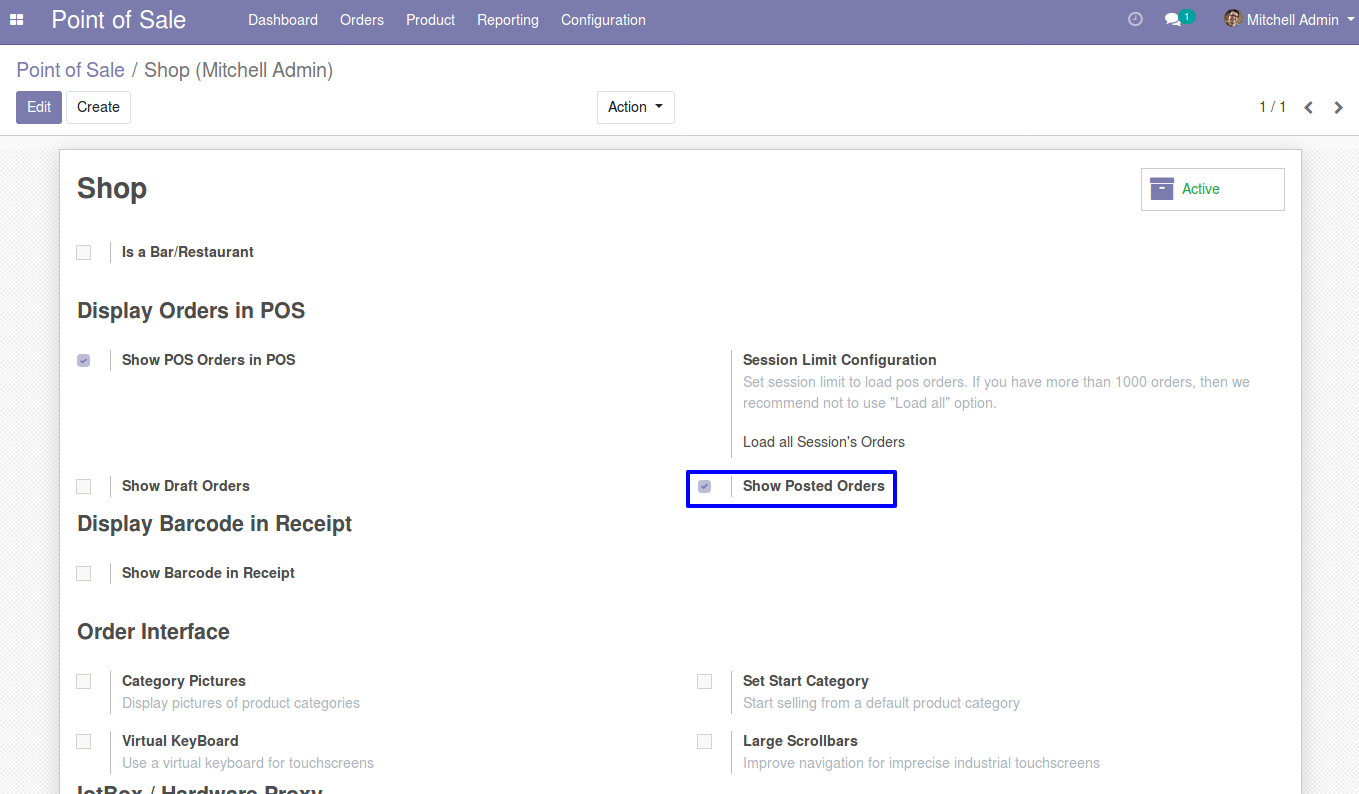 Point of Sale Dashboard Orders Product Reporting Configuration 1 Mitchell Admin
Point of Sale / Shop (Mitchell Admin)
Edit Create Action 1 / 1
Shop
Active
Is a Bar/Restaurant
Display Orders in POS
Show POS Orders in POS
Session Limit Configuration
Set session limit to load pos orders. If you have more than 1000 orders, then we
recommend not to use "Load all" option.
Load all Session's Orders
Show Draft Orders
Show Posted Orders
Display Barcode in Receipt
Show Barcode in Receipt
Order Interface
Category Pictures
Display pictures of product categories
Set Start Category
Start selling from a default product category
Virtual KeyBoard
Use a virtual keyboard for touchscreens
Large Scrollbars
Improve navigation for imprecise industrial touchscreens
IotBox / Hardware Proxy